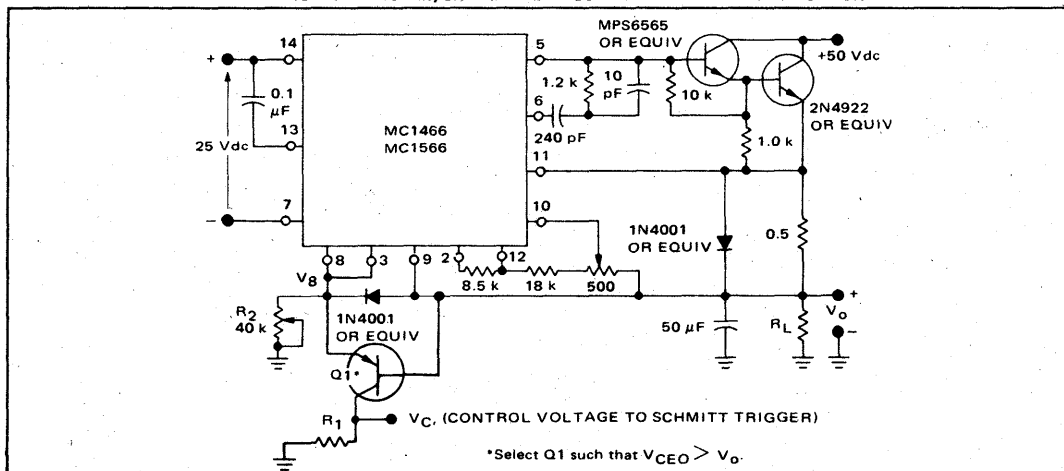 MPS6565
OR EQUIV
+50 Vdc
14
5
+
0.1
μF
1.2 k
10
pF
10 k
2N4922
OR EQUIV
6
240 pF
13
MC1466
MC1566
25 Vdc
1.0 k
11
7
10
1N4001
OR EQUIV
0.5
8
3
9
2
12
V8
8.5 k
18 k
500
R2
40 k
1N4001
OR EQUIV
50 μF
RL
+
Vo
−
Q1*
R1
VC, (CONTROL VOLTAGE TO SCHMITT TRIGGER)
*Select Q1 such that VCEO > Vo.